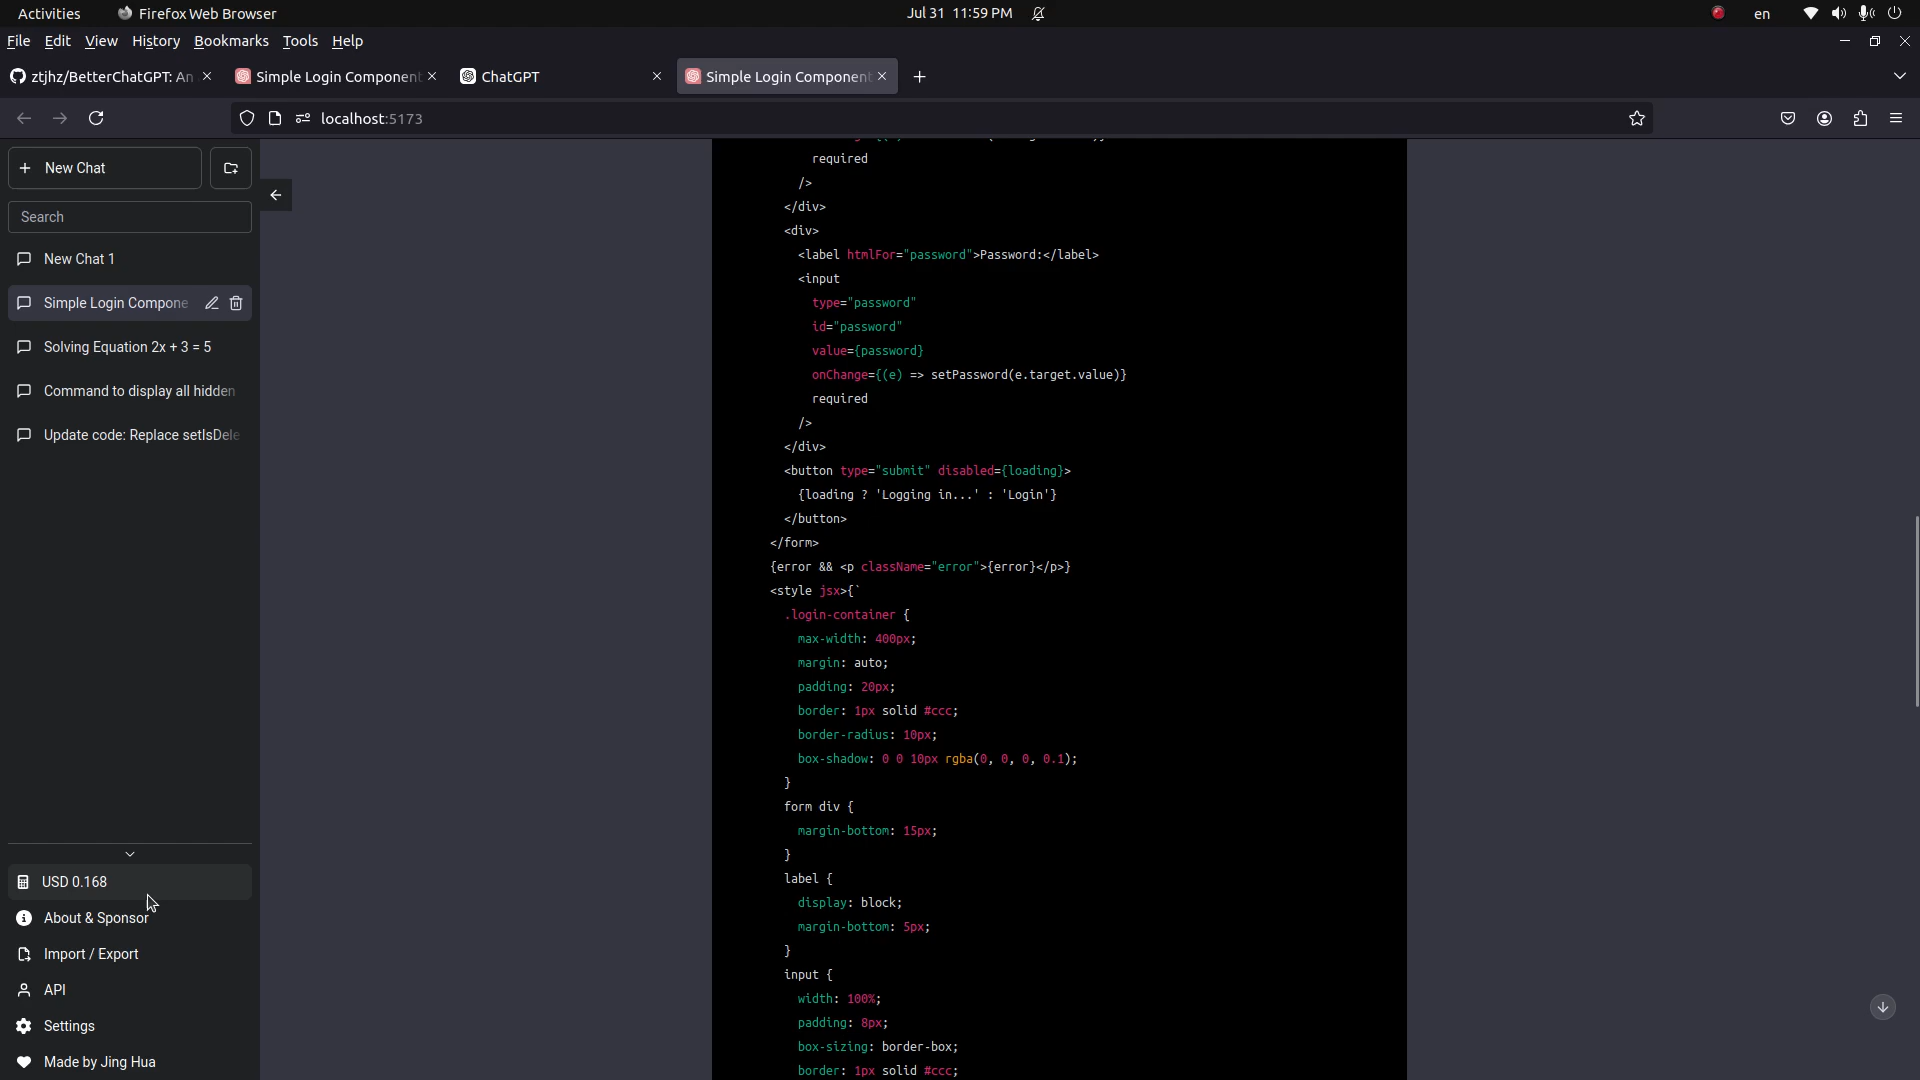 Activities
Firefox Web Browser
Jul 31 11:59 PM
en
File Edit View History Bookmarks Tools Help
ztjhz/BetterChatGPT: An
Simple Login Component
ChatGPT
Simple Login Component
localhost:5173
New Chat
Search
New Chat 1
Simple Login Compone
Solving Equation 2x + 3 = 5
Command to display all hidden
Update code: Replace setIsDele
USD 0.168
About & Sponsor
Import / Export
API
Settings
Made by Jing Hua
required
/>
</div>
<div>
<label htmlFor="password">Password:</label>
<input
type="password"
id="password"
value={password}
onChange={(e) => setPassword(e.target.value)}
required
/>
</div>
<button type="submit" disabled={loading}>
{loading ? 'Logging in...' : 'Login'}
</button>
</form>
{error && <p className="error">{error}</p>}
<style jsx>{`
.login-container {
max-width: 400px;
margin: auto;
padding: 20px;
border: 1px solid #ccc;
border-radius: 10px;
box-shadow: 0 0 10px rgba(0, 0, 0, 0.1);
}
form div {
margin-bottom: 15px;
}
label {
display: block;
margin-bottom: 5px;
}
input {
width: 100%;
padding: 8px;
box-sizing: border-box;
border: 1px solid #ccc;